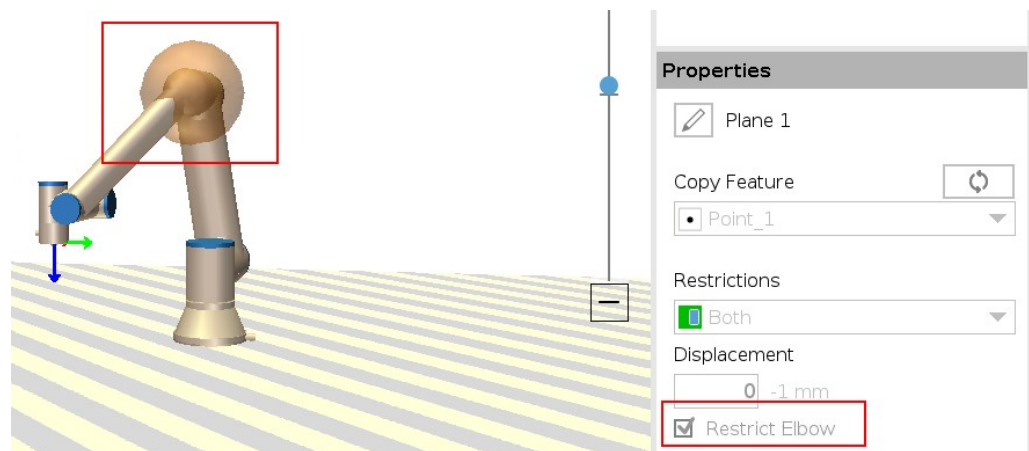 Properties
Plane 1
Copy Feature
Point_1
Restrictions
Both
Displacement
0 -1 mm
Restrict Elbow